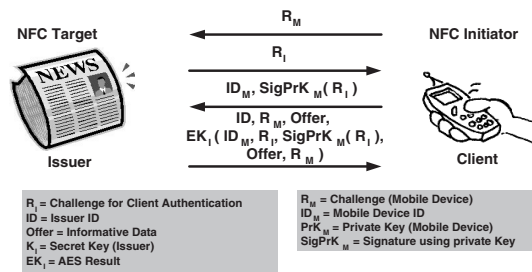 NFC Target
NFC Initiator
R_M
R_I
NEWS
ID_M, SigPrK_M( R_I )
ID, R_M, Offer,
EK_I ( ID_M, R_I, SigPrK_M( R_I ),
Offer, R_M )
Issuer
Client
R_I = Challenge for Client Authentication
ID = Issuer ID
Offer = Informative Data
K_I = Secret Key (Issuer)
EK_I = AES Result
R_M = Challenge (Mobile Device)
ID_M = Mobile Device ID
PrK_M = Private Key (Mobile Device)
SigPrK_M = Signature using private Key